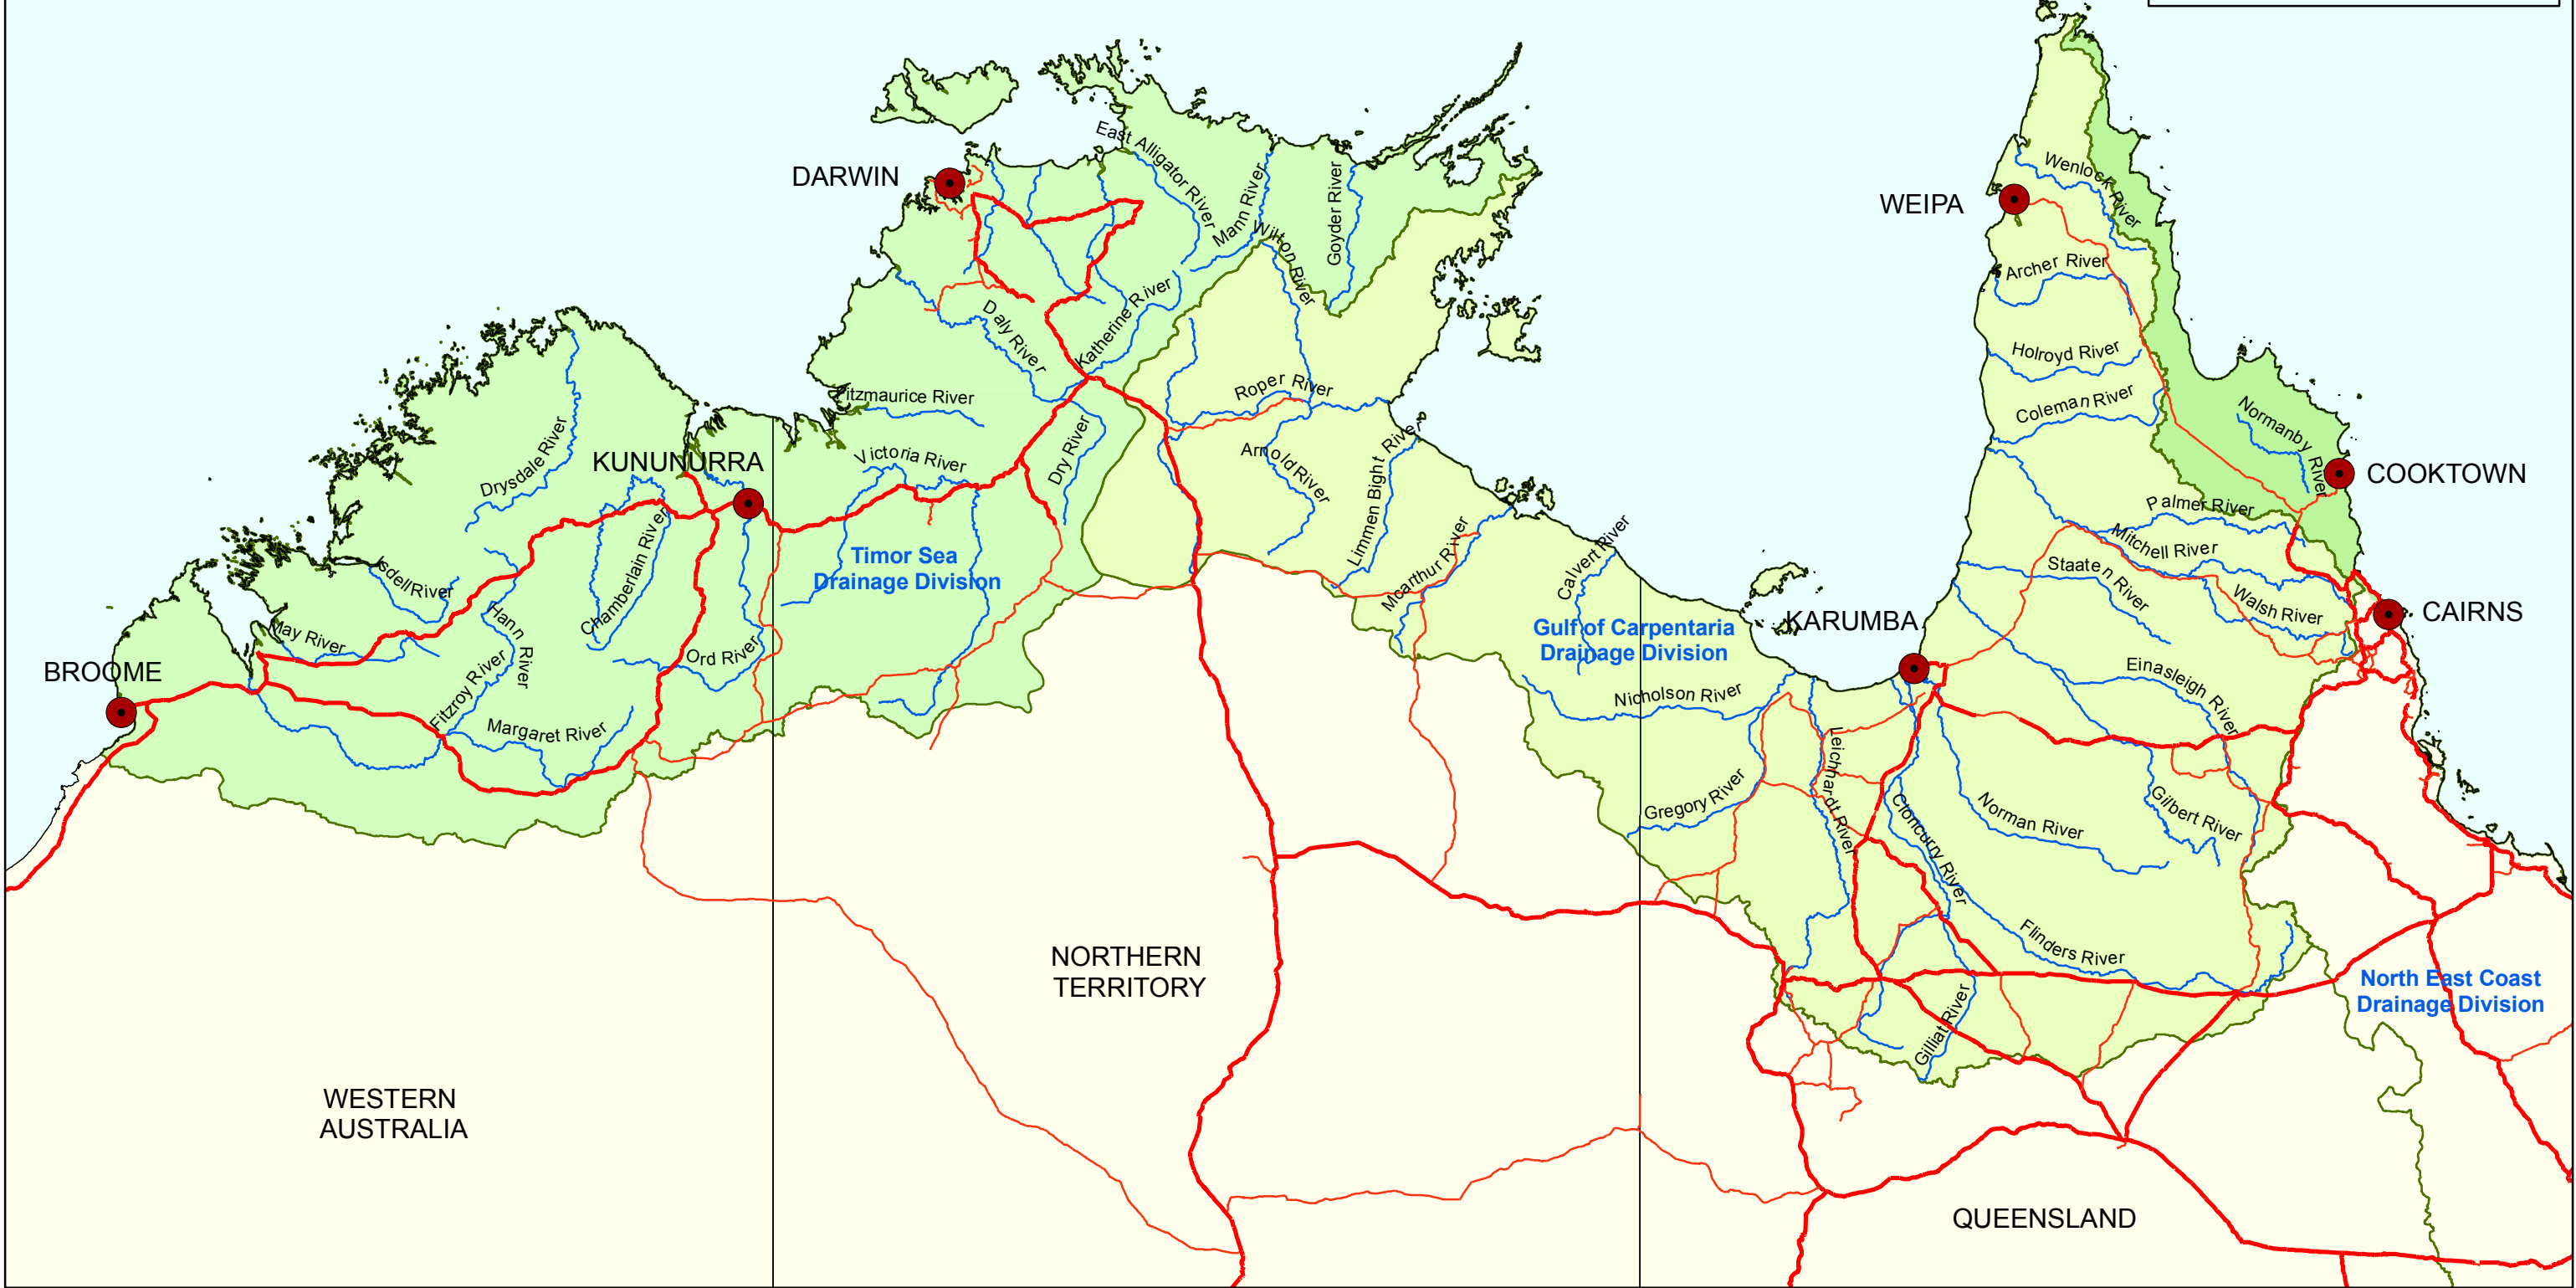 DARWIN
East Alligator River
Mann River
Wilton River
Goyder River
WEIPA
Wenlock River
Archer River
Daly River
Katherine River
Holroyd River
Coleman River
Fitzmaurice River
Roper River
Normanby River
Drysdale River
KUNUNURRA
Victoria River
Dry River
Arnold River
Limmen Bight River
COOKTOWN
Palmer River
Mitchell River
Isdell River
Chamberlain River
Timor Sea
Drainage Division
Mcarthur River
Calvert River
Staaten River
Walsh River
May River
Hann River
Gulf of Carpentaria
Drainage Division
KARUMBA
CAIRNS
BROOME
Fitzroy River
Ord River
Margaret River
Nicholson River
Einasleigh River
Leichhardt River
Gregory River
Cloncurry River
Norman River
Gilbert River
Flinders River
NORTHERN
TERRITORY
North East Coast
Drainage Division
Gilliat River
WESTERN
AUSTRALIA
QUEENSLAND